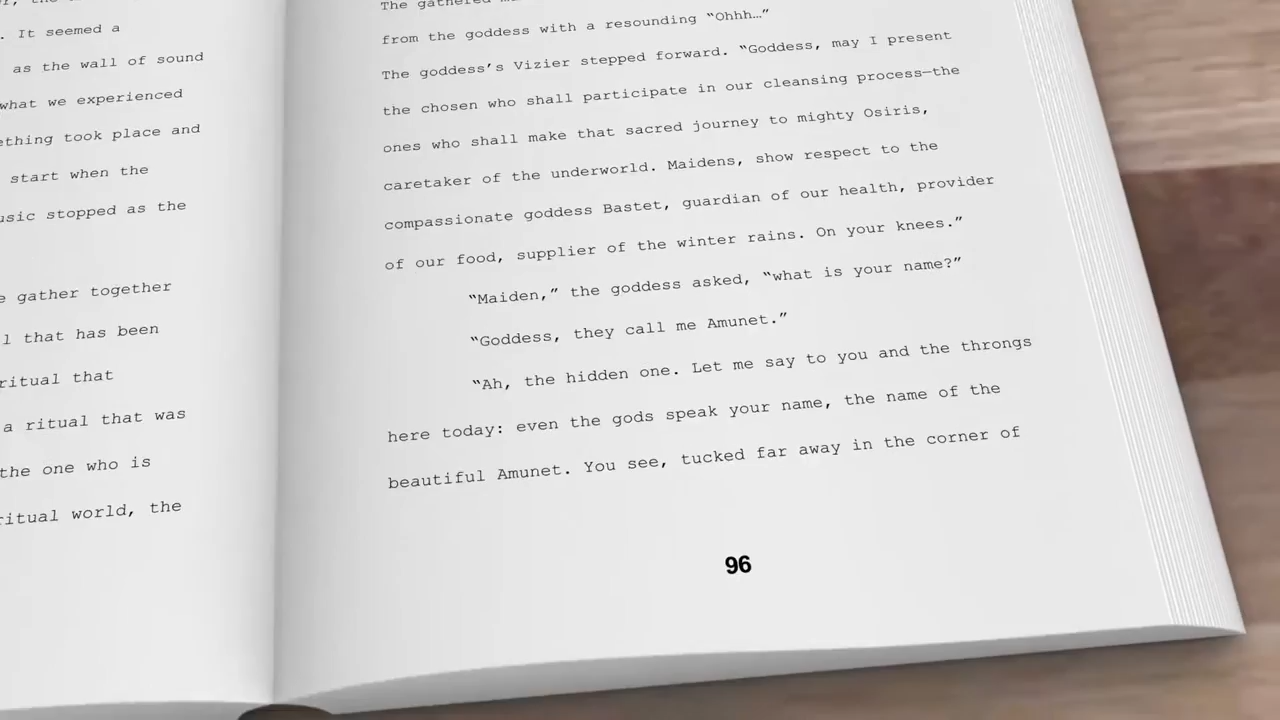 . It seemed a
as the wall of sound
what we experienced
ething took place and
start when the
usic stopped as the
e gather together
l that has been
ritual that
a ritual that was
the one who is
ritual world, the
The gathered
from the goddess with a resounding “Ohhh…”
The goddess’s Vizier stepped forward. “Goddess, may I present
the chosen who shall participate in our cleansing process—the
ones who shall make that sacred journey to mighty Osiris,
caretaker of the underworld. Maidens, show respect to the
compassionate goddess Bastet, guardian of our health, provider
of our food, supplier of the winter rains. On your knees.”
“Maiden,” the goddess asked, “what is your name?”
“Goddess, they call me Amunet.”
“Ah, the hidden one. Let me say to you and the throngs
here today: even the gods speak your name, the name of the
beautiful Amunet. You see, tucked far away in the corner of
96